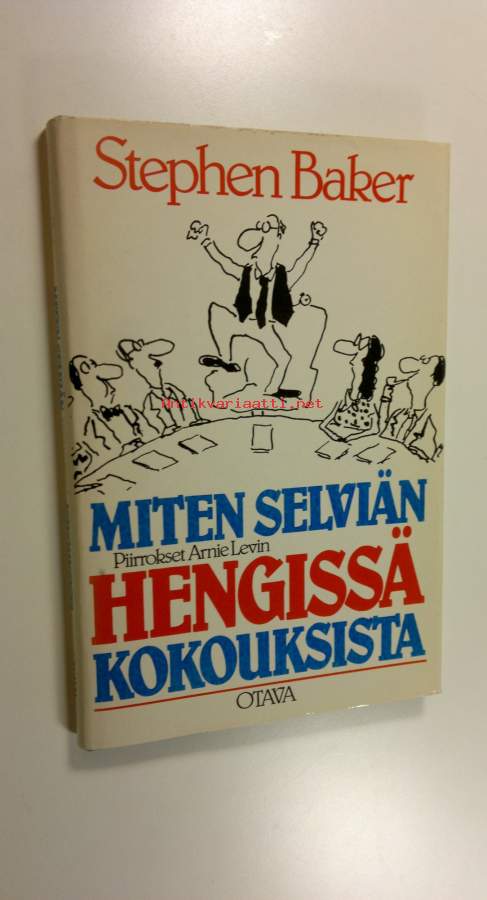 Stephen Baker
Antikvariaatti.net
MITEN SELVIÄN
Piirrokset Arnie Levin
HENGISSÄ
KOKOUKSISTA
OTAVA